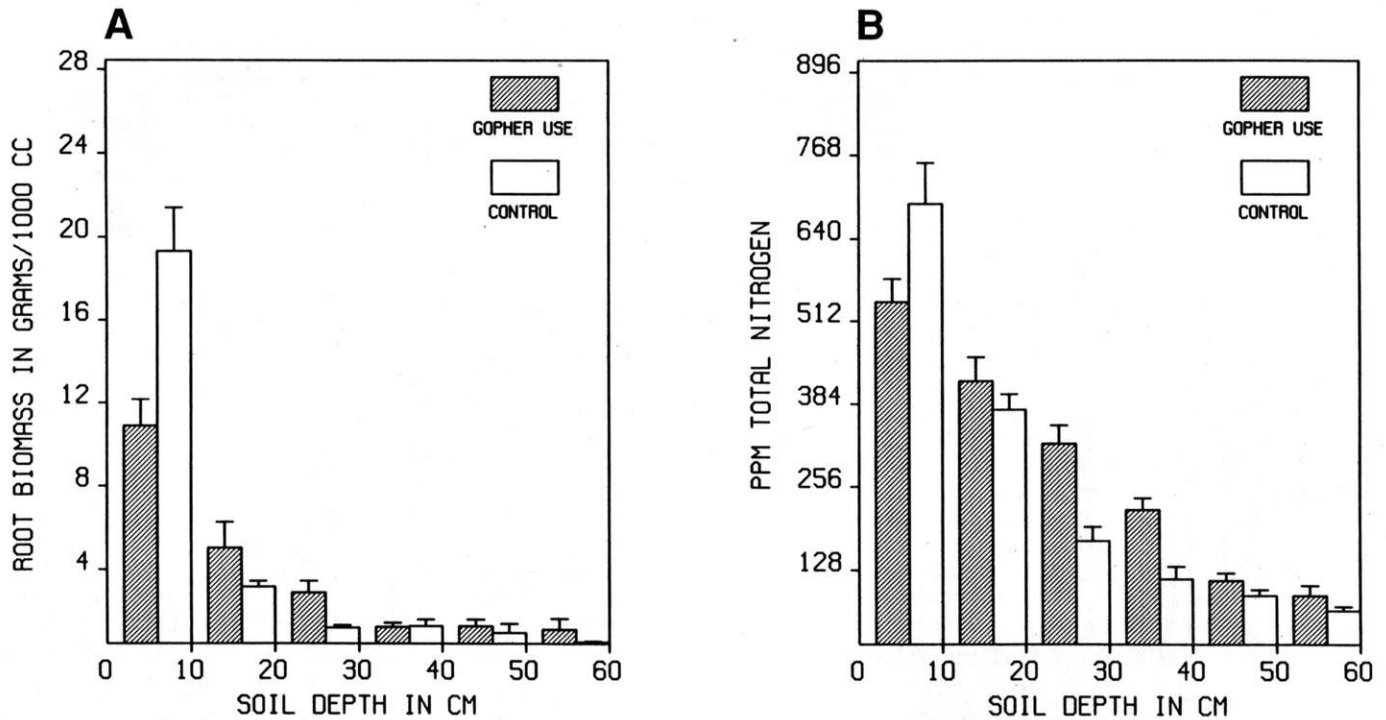 A
28
24
20
16
12
8
4
0 10 20 30 40 50 60
ROOT BIOMASS IN GRAMS/1000 CC
SOIL DEPTH IN CM
GOPHER USE
CONTROL
B
896
768
640
512
384
256
128
0 10 20 30 40 50 60
PPM TOTAL NITROGEN
SOIL DEPTH IN CM
GOPHER USE
CONTROL